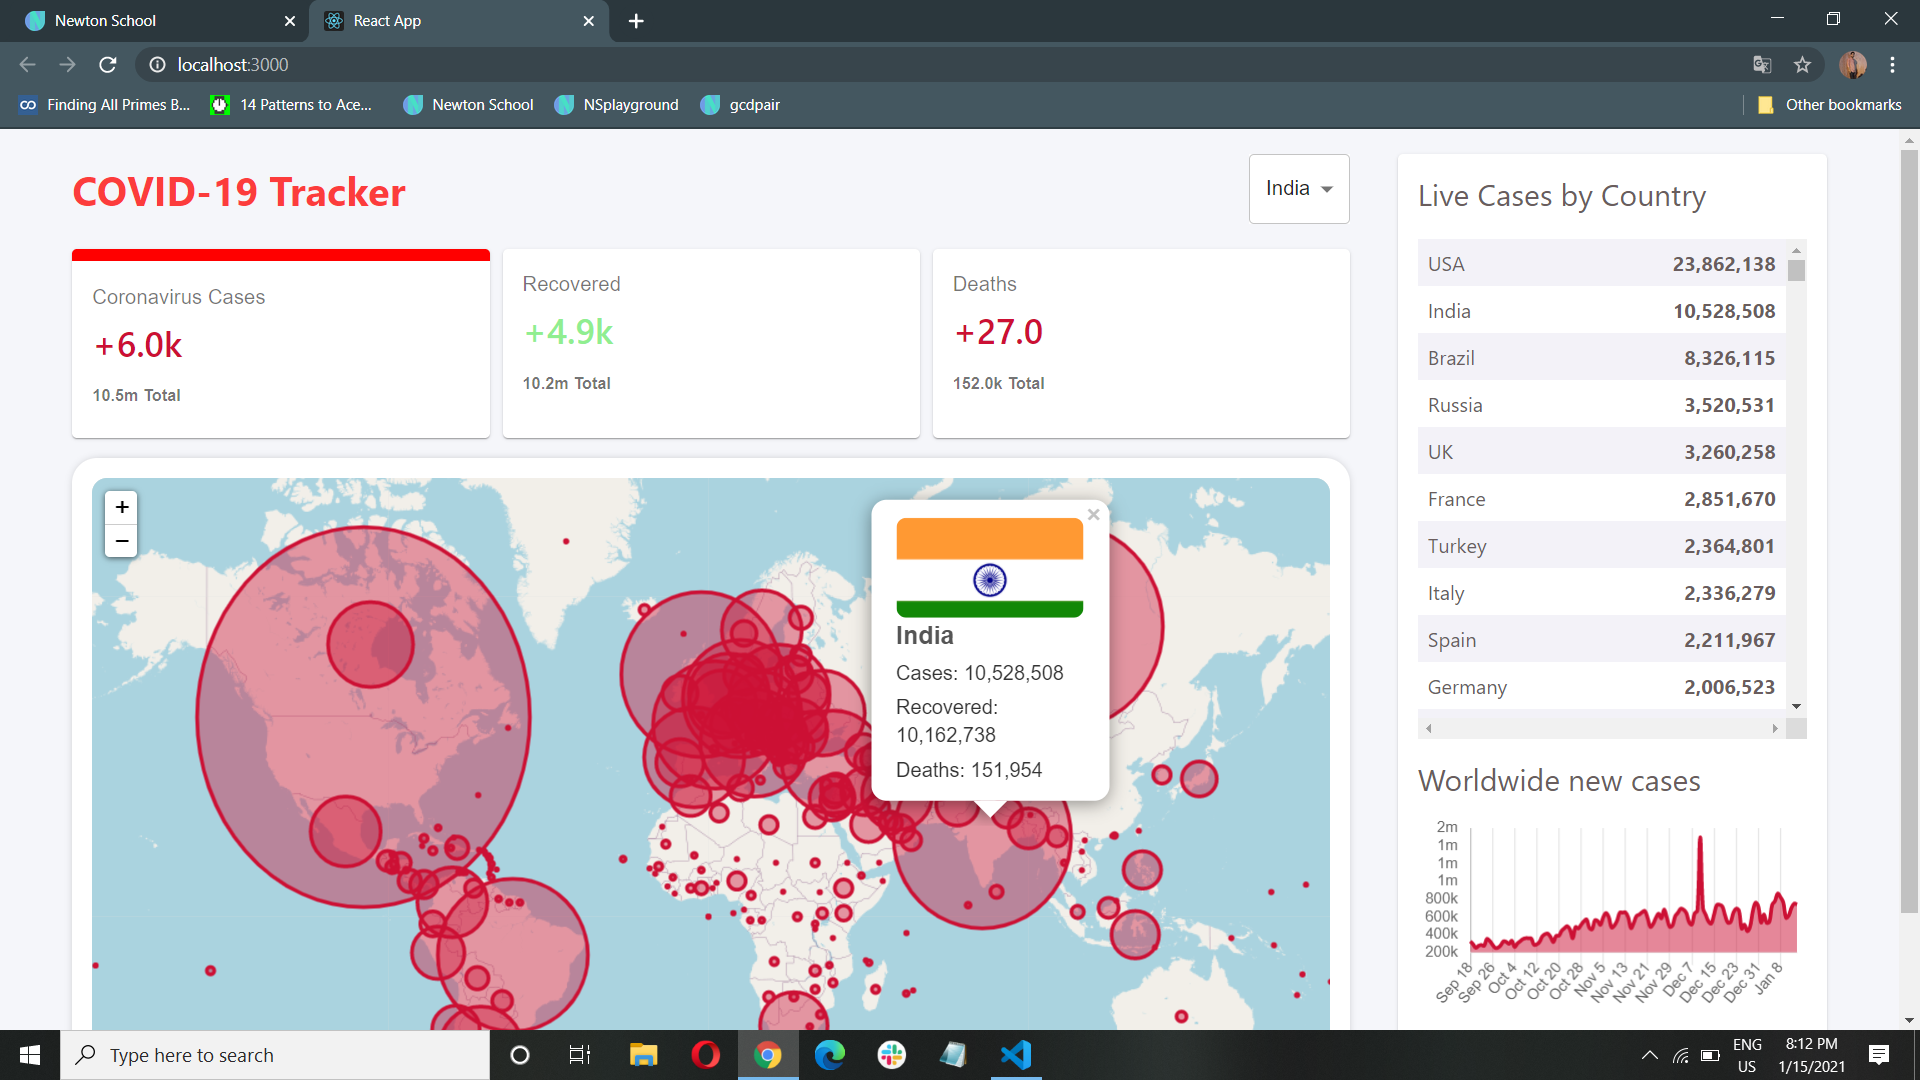 Newton School
React App
localhost:3000
Finding All Primes B...
14 Patterns to Ace...
Newton School
NSplayground
gcdpair
Other bookmarks
COVID-19 Tracker
India
Coronavirus Cases
+6.0k
10.5m Total
Recovered
+4.9k
10.2m Total
Deaths
+27.0
152.0k Total
+
−
India
Cases: 10,528,508
Recovered:
10,162,738
Deaths: 151,954
Live Cases by Country
USA 23,862,138
India 10,528,508
Brazil 8,326,115
Russia 3,520,531
UK 3,260,258
France 2,851,670
Turkey 2,364,801
Italy 2,336,279
Spain 2,211,967
Germany 2,006,523
Worldwide new cases
2m
1m
1m
1m
800k
600k
400k
200k
Sep 18
Sep 26
Oct 4
Oct 12
Oct 20
Oct 28
Nov 5
Nov 13
Nov 21
Nov 29
Dec 7
Dec 15
Dec 23
Dec 31
Jan 8
Type here to search
ENG
US
8:12 PM
1/15/2021